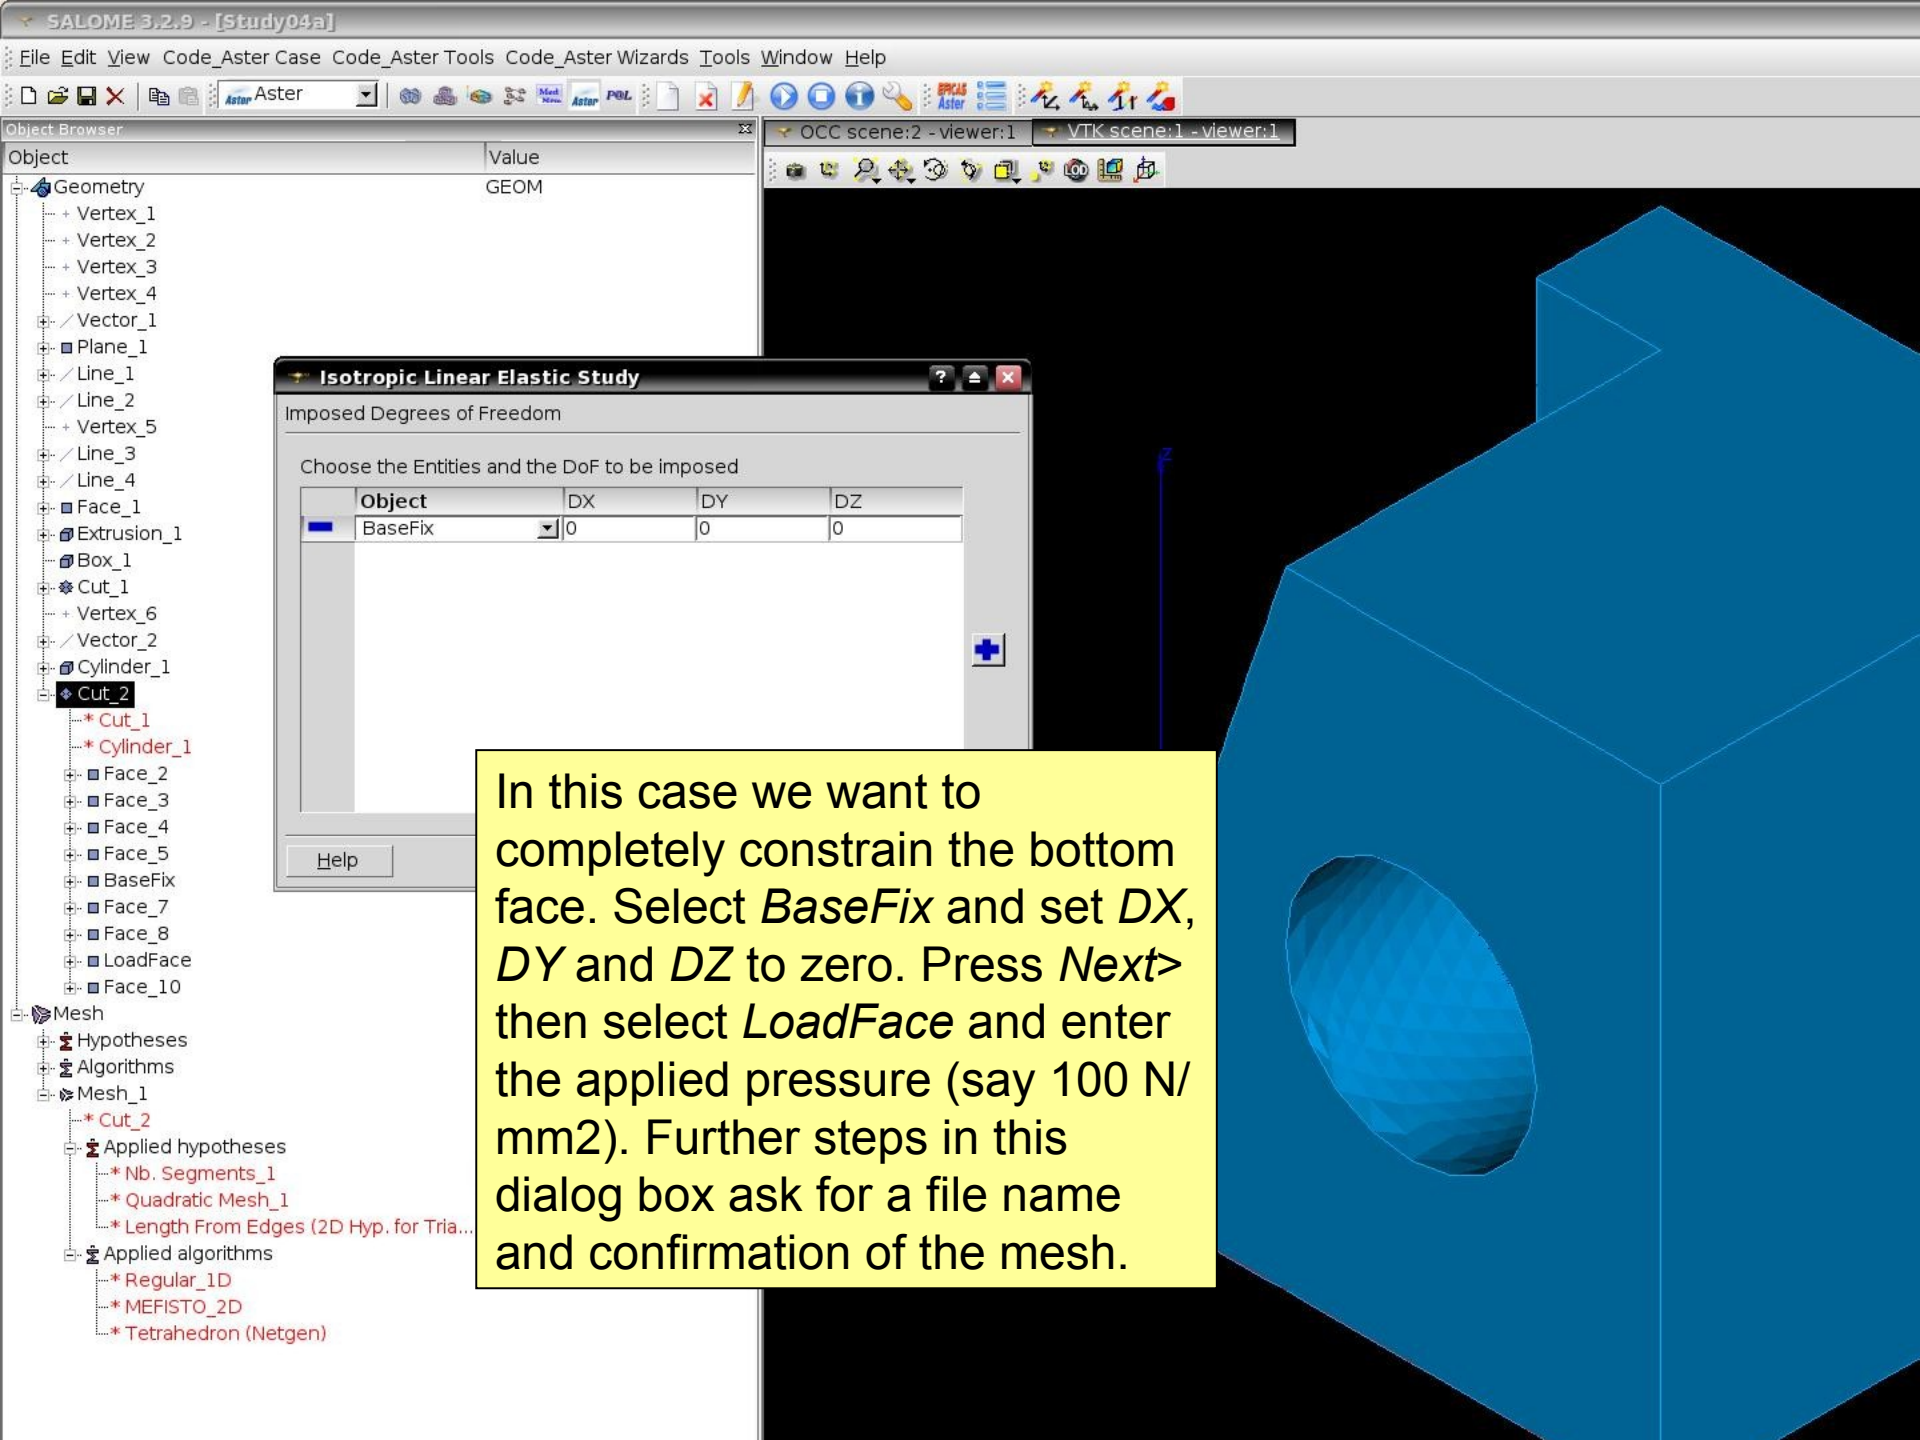 SALOME 3.2.9 - [Study04a]
File Edit View Code_Aster Case Code_Aster Tools Code_Aster Wizards Tools Window Help
Aster Aster Med Mem Aster POL EFICAS Aster
Object Browser
OCC scene:2 - viewer:1 VTK scene:1 - viewer:1
Object Value
LOD
Geometry GEOM
Vertex_1
Vertex_2
Vertex_3
Vertex_4
Vector_1
Plane_1
Line_1
Line_2
Vertex_5
Line_3
Line_4
Face_1
Extrusion_1
Box_1
Cut_1
Vertex_6
Vector_2
Cylinder_1
Cut_2
* Cut_1
* Cylinder_1
Face_2
Face_3
Face_4
Face_5
BaseFix
Face_7
Face_8
LoadFace
Face_10
Mesh
Hypotheses
Algorithms
Mesh_1
* Cut_2
Applied hypotheses
* Nb. Segments_1
* Quadratic Mesh_1
* Length From Edges (2D Hyp. for Tria...
Applied algorithms
* Regular_1D
* MEFISTO_2D
* Tetrahedron (Netgen)
Isotropic Linear Elastic Study
Imposed Degrees of Freedom
Choose the Entities and the DoF to be imposed
Object DX DY DZ
BaseFix 0 0 0
Help
Z
In this case we want to
completely constrain the bottom
face. Select BaseFix and set DX,
DY and DZ to zero. Press Next>
then select LoadFace and enter
the applied pressure (say 100 N/
mm2). Further steps in this
dialog box ask for a file name
and confirmation of the mesh.